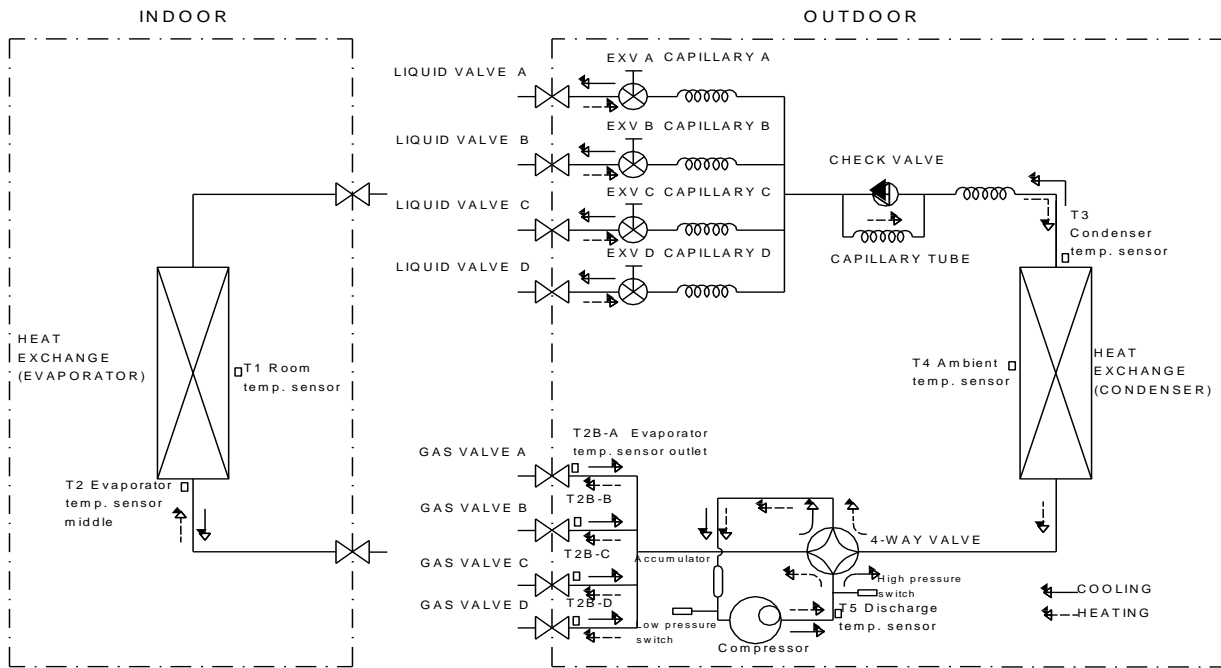 INDOOR
OUTDOOR
LIQUID VALVE A
EXV A CAPILLARY A
LIQUID VALVE B
EXV B CAPILLARY B
LIQUID VALVE C
EXV C CAPILLARY C
LIQUID VALVE D
EXV D CAPILLARY D
CHECK VALVE
CAPILLARY TUBE
T3
Condenser
temp. sensor
HEAT
EXCHANGE
(EVAPORATOR)
T1 Room
temp. sensor
T4 Ambient
temp. sensor
HEAT
EXCHANGE
(CONDENSER)
T2 Evaporator
temp. sensor
middle
GAS VALVE A
T2B-A Evaporator
temp. sensor outlet
GAS VALVE B
T2B-B
GAS VALVE C
T2B-C
GAS VALVE D
T2B-D
Accumulator
4-WAY VALVE
High pressure
switch
Low pressure
switch
Compressor
T5 Discharge
temp. sensor
COOLING
HEATING